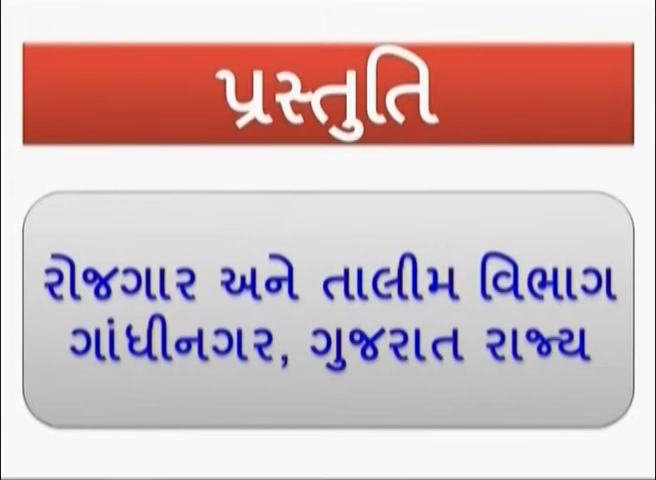 પ્રસ્તુતિ
રોજગાર અને તાલીમ વિભાગ
ગાંધીનગર, ગુજરાત રાજ્ય